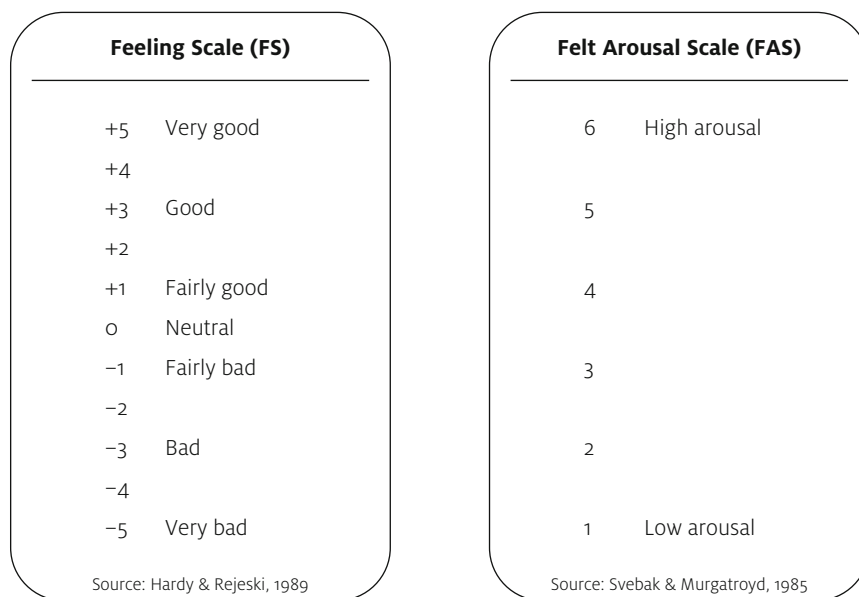 Feeling Scale (FS)
+5 Very good
+4
+3 Good
+2
+1 Fairly good
0 Neutral
−1 Fairly bad
−2
−3 Bad
−4
−5 Very bad
Source: Hardy & Rejeski, 1989
Felt Arousal Scale (FAS)
6 High arousal
5
4
3
2
1 Low arousal
Source: Svebak & Murgatroyd, 1985